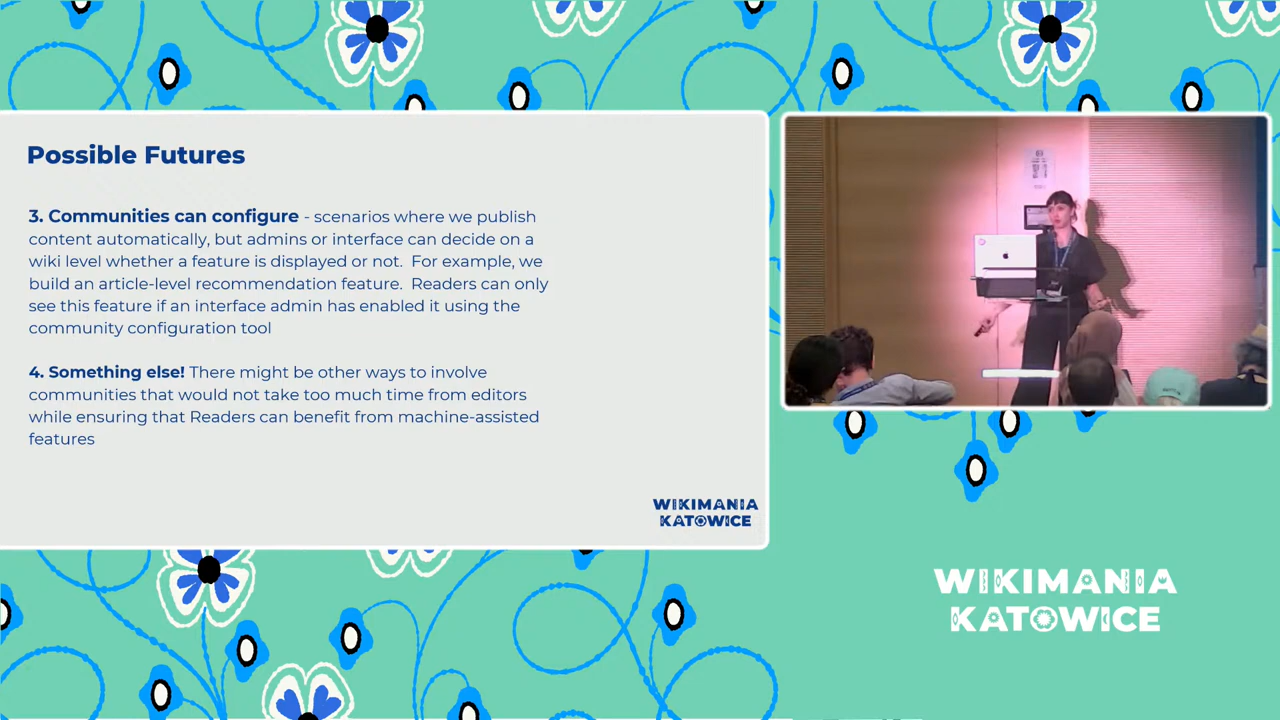 Possible Futures
3. Communities can configure - scenarios where we publish
content automatically, but admins or interface can decide on a
wiki level whether a feature is displayed or not.  For example, we
build an article-level recommendation feature.  Readers can only
see this feature if an interface admin has enabled it using the
community configuration tool
4. Something else! There might be other ways to involve
communities that would not take too much time from editors
while ensuring that Readers can benefit from machine-assisted
features
WIKIMANIA
KATOWICE
WIKIMANIA
KATOWICE